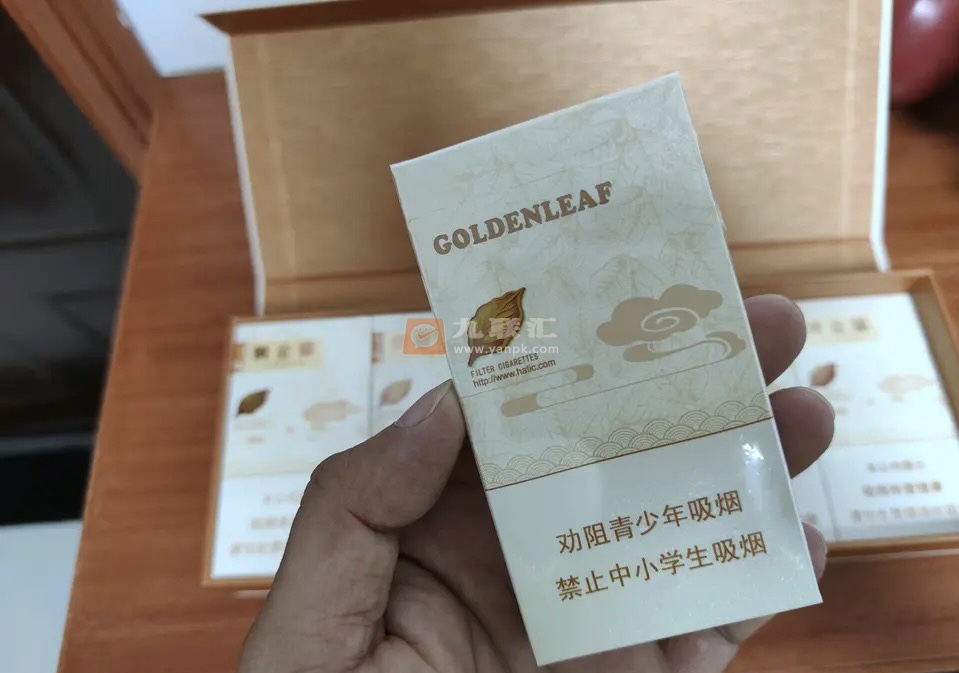 GOLDENLEAF
九联汇
www.yanpk.com
FILTER CIGARETTES
http://www.hatic.com
劝阻青少年吸烟
禁止中小学生吸烟